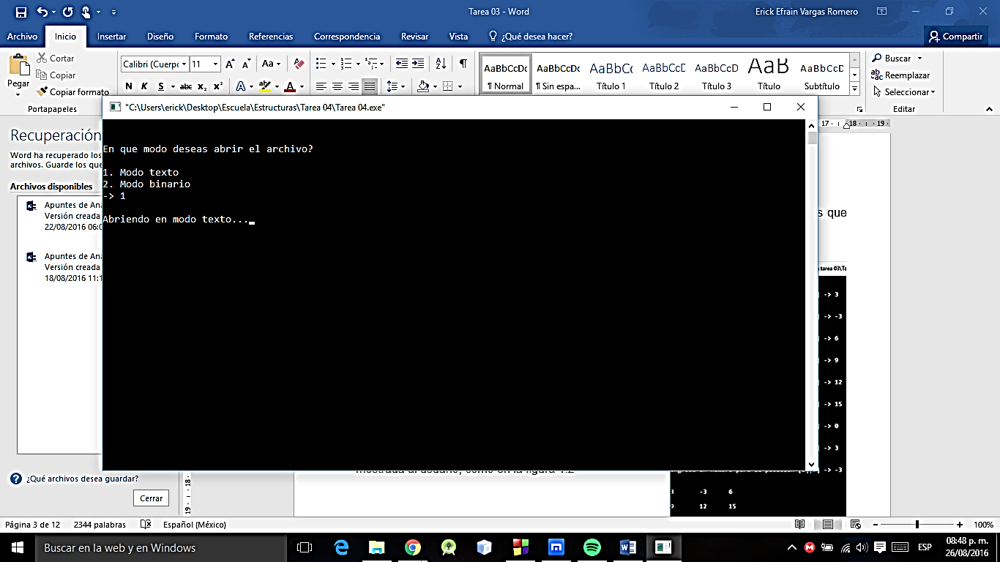 Tarea 03 - Word
Erick Efrain Vargas Romero
Archivo Inicio Insertar Diseño Formato Referencias Correspondencia Revisar Vista ¿Qué desea hacer? Compartir
Pegar
Cortar
Copiar
Copiar formato
Portapapeles
Calibri (Cuerpo 11
N K S abc x₂ x²
AaBbCcDc AaBbCcDc AaBbCc AaBbCcD AaBbCcD AaB AaBbCcD
¶ Normal ¶ Sin espa... Título 1 Título 2 Título 3 Título Subtítulo
Buscar
Reemplazar
Seleccionar
Editar
"C:\Users\erick\Desktop\Escuela\Estructuras\Tarea 04\Tarea 04.exe"
En que modo deseas abrir el archivo?
1. Modo texto
2. Modo binario
-> 1
Abriendo en modo texto...
Recuperación
Word ha recuperado los
archivos. Guarde los que
Archivos disponibles
Apuntes de Ana
Versión creada
22/08/2016 06:0
Apuntes de Ana
Versión creada
18/08/2016 11:1
¿Qué archivos desea guardar?
Cerrar
17 18 19
s que
tarea 03\Ta
-> 3
-> -3
-> 6
-> 9
-> 12
-> 15
-> 0
-> 3
-> -3
mostrada al usuario, como en la figura 1.2
3 -3 6
9 12 15
18
19
Página 3 de 12 2344 palabras Español (México) 100%
Buscar en la web y en Windows
ESP
08:48 p. m.
26/08/2016